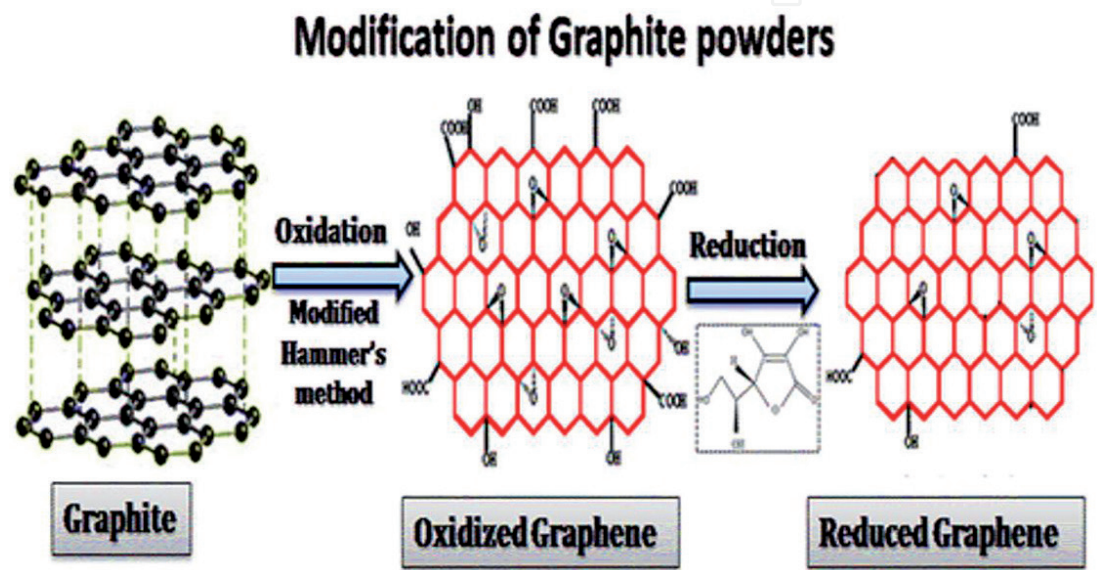 Modification of Graphite powders
Oxidation
Modified
Hammer's
method
Graphite
OH
COOH
COOH
COOH
COOH
OH
O
O
O
O
O
O
O
HOOC
OH
COOH
OH
OH
Oxidized Graphene
Reduction
OH
OH
H
O
O
Reduced Graphene
COOH
O
O
O
O
HOOC
OH